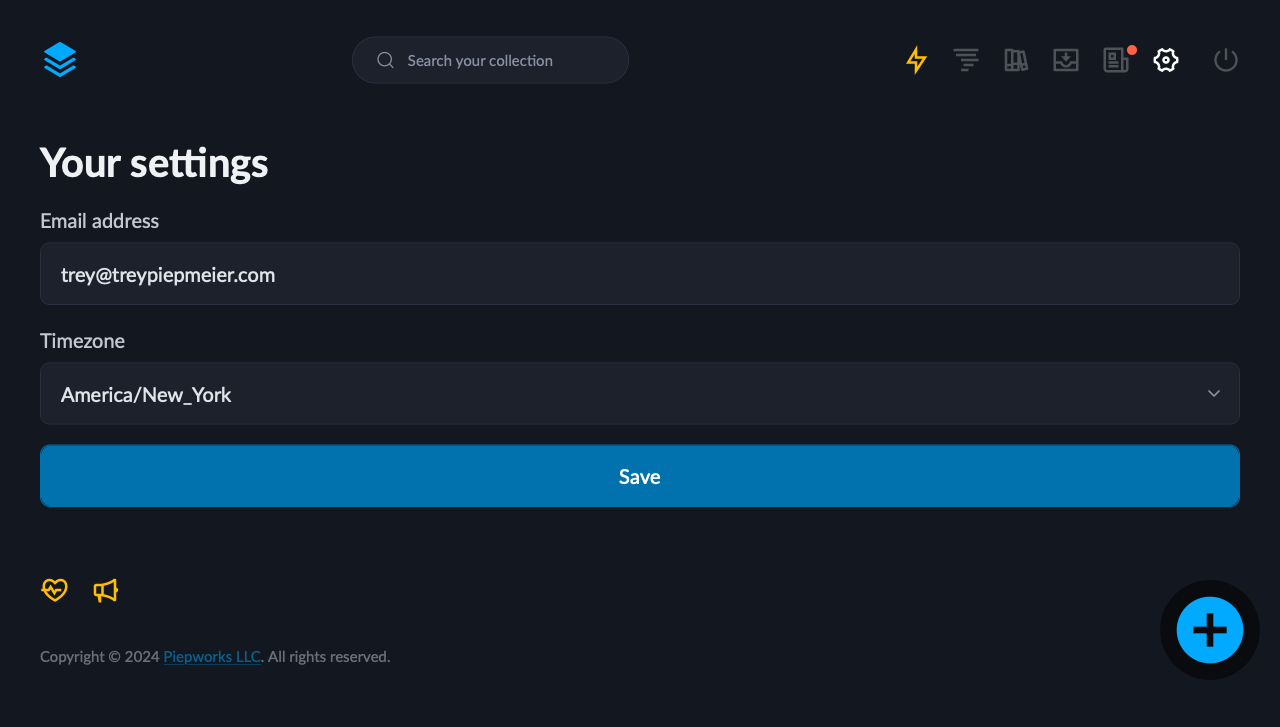 Search your collection
Your settings
Email address
trey@treypiepmeier.com
Timezone
America/New_York
Save
Copyright © 2024 Piepworks LLC. All rights reserved.